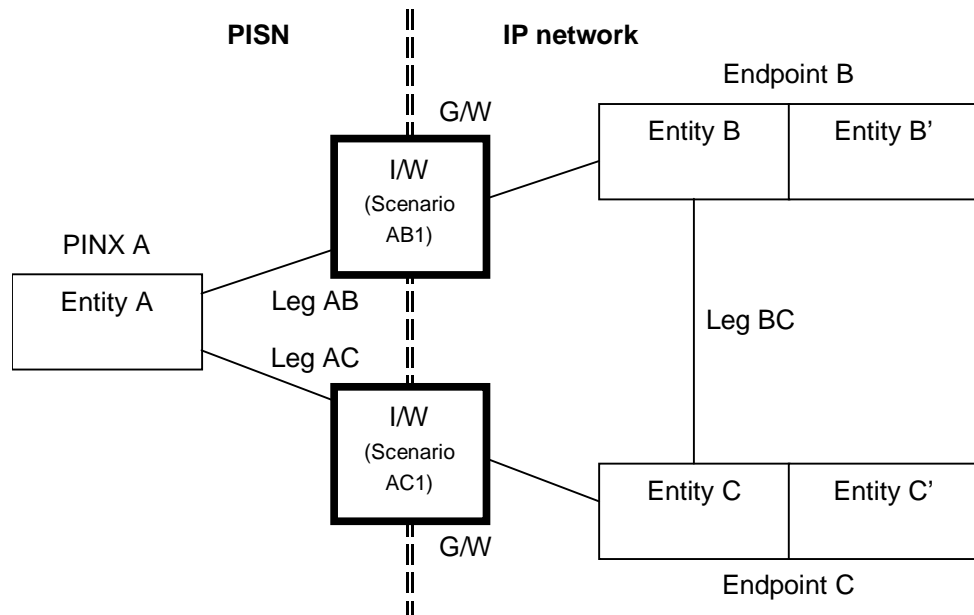 PISN
IP network
Endpoint B
G/W
Entity B
Entity B’
I/W
(Scenario
AB1)
PINX A
Entity A
Leg AB
Leg BC
Leg AC
I/W
(Scenario
AC1)
Entity C
Entity C’
G/W
Endpoint C